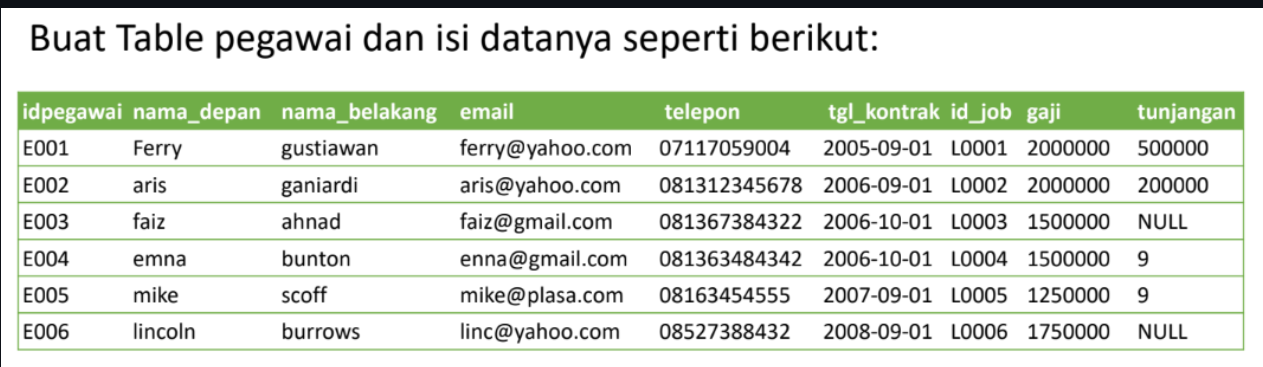 Buat Table pegawai dan isi datanya seperti berikut:
idpegawai nama_depan nama_belakang email telepon tgl_kontrak id_job gaji tunjangan
E001 Ferry gustiawan ferry@yahoo.com 07117059004 2005-09-01 L0001 2000000 500000
E002 aris ganiardi aris@yahoo.com 081312345678 2006-09-01 L0002 2000000 200000
E003 faiz ahnad faiz@gmail.com 081367384322 2006-10-01 L0003 1500000 NULL
E004 emna bunton enna@gmail.com 081363484342 2006-10-01 L0004 1500000 9
E005 mike scoff mike@plasa.com 08163454555 2007-09-01 L0005 1250000 9
E006 lincoln burrows linc@yahoo.com 08527388432 2008-09-01 L0006 1750000 NULL